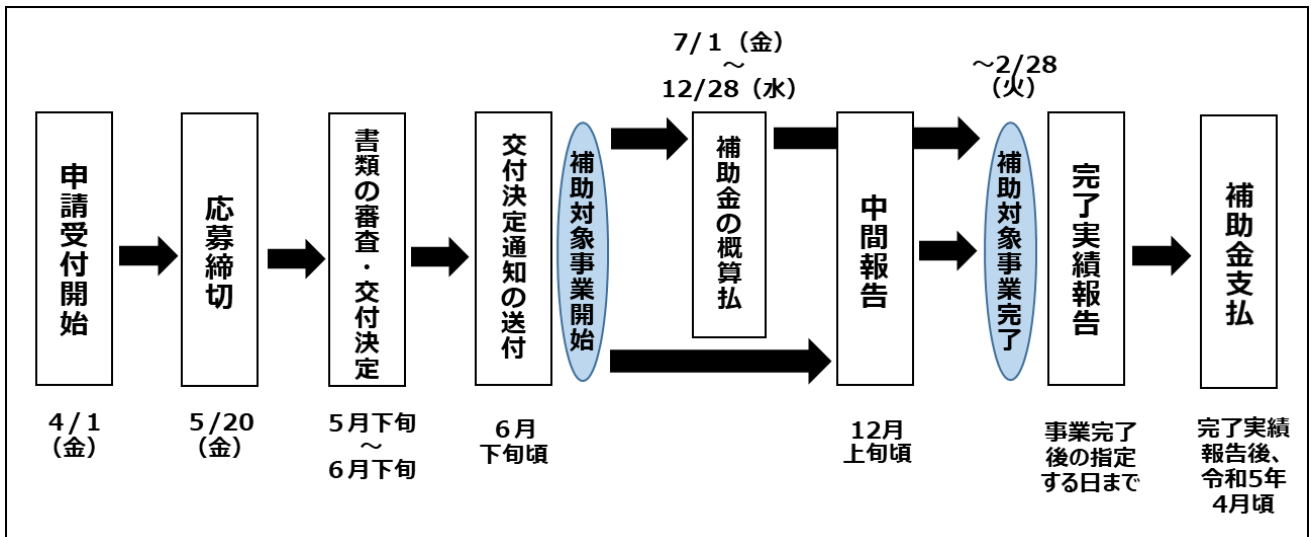 7/1（金）
～
12/28（水）
～2/28
（火）
申請受付開始
応募締切
書類の審査・交付決定
交付決定通知の送付
補助対象事業開始
補助金の概算払
中間報告
補助対象事業完了
完了実績報告
補助金支払
4/1
（金）
5/20
（金）
5月下旬
～
6月下旬
6月
下旬頃
12月
上旬頃
事業完了
後の指定
する日まで
完了実績
報告後、
令和5年
4月頃